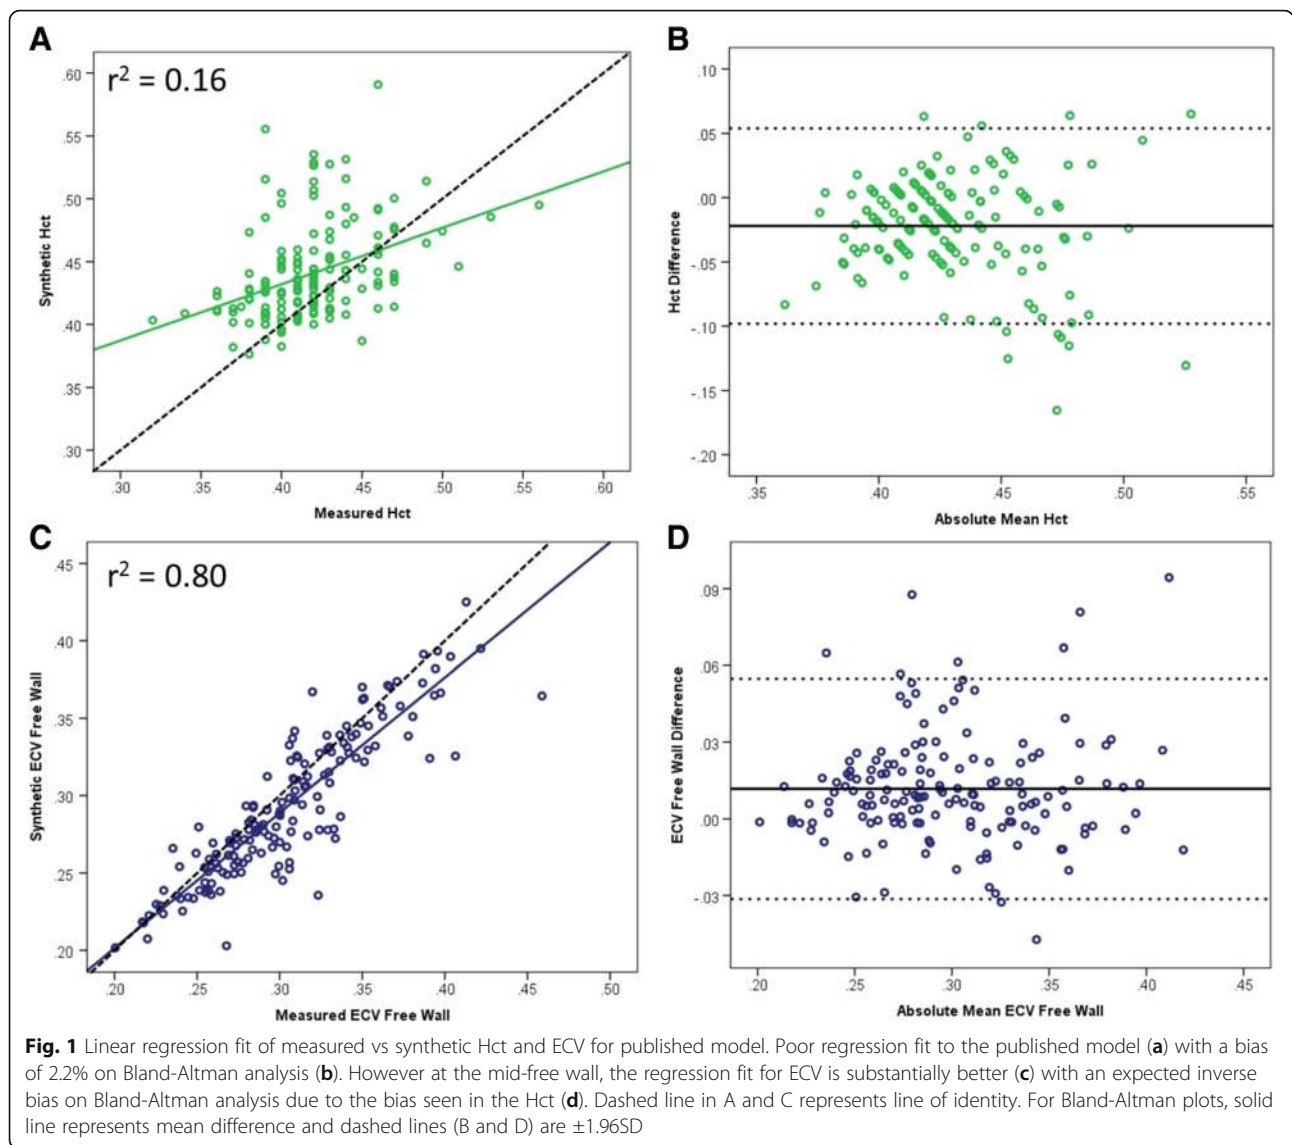 A
r² = 0.16
Synthetic Hct
.60
.55
.50
.45
.40
.35
.30
.30 .35 .40 .45 .50 .55 .60
Measured Hct
B
Hct Difference
.10
.05
.00
-.05
-.10
-.15
-.20
.35 .40 .45 .50 .55
Absolute Mean Hct
C
r² = 0.80
Synthetic ECV Free Wall
.45
.40
.35
.30
.25
.20
.20 .25 .30 .35 .40 .45 .50
Measured ECV Free Wall
D
ECV Free Wall Difference
.09
.06
.03
.00
-.03
.20 .25 .30 .35 .40 .45
Absolute Mean ECV Free Wall
Fig. 1 Linear regression fit of measured vs synthetic Hct and ECV for published model. Poor regression fit to the published model (a) with a bias
of 2.2% on Bland-Altman analysis (b). However at the mid-free wall, the regression fit for ECV is substantially better (c) with an expected inverse
bias on Bland-Altman analysis due to the bias seen in the Hct (d). Dashed line in A and C represents line of identity. For Bland-Altman plots, solid
line represents mean difference and dashed lines (B and D) are ±1.96SD